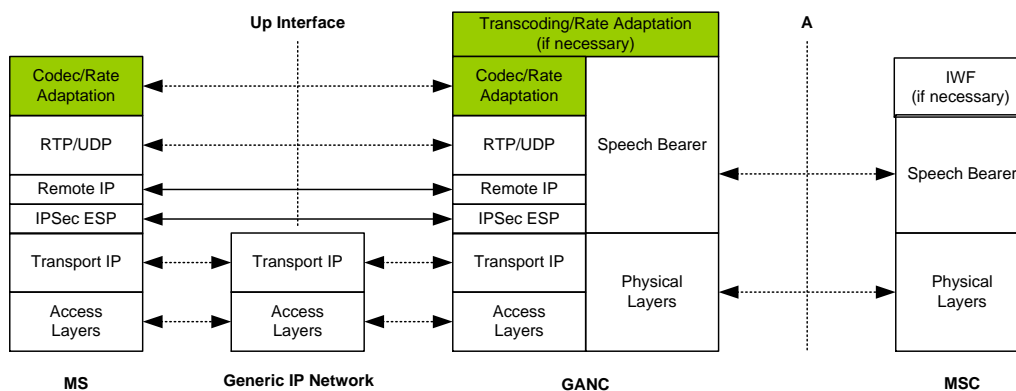 Up Interface
Transcoding/Rate Adaptation
(if necessary)
A
Codec/Rate
Adaptation
Codec/Rate
Adaptation
IWF
(if necessary)
RTP/UDP
RTP/UDP
Speech Bearer
Speech Bearer
Remote IP
Remote IP
IPSec ESP
IPSec ESP
Transport IP
Transport IP
Transport IP
Physical
Layers
Physical
Layers
Access
Layers
Access
Layers
Access
Layers
MS
Generic IP Network
GANC
MSC